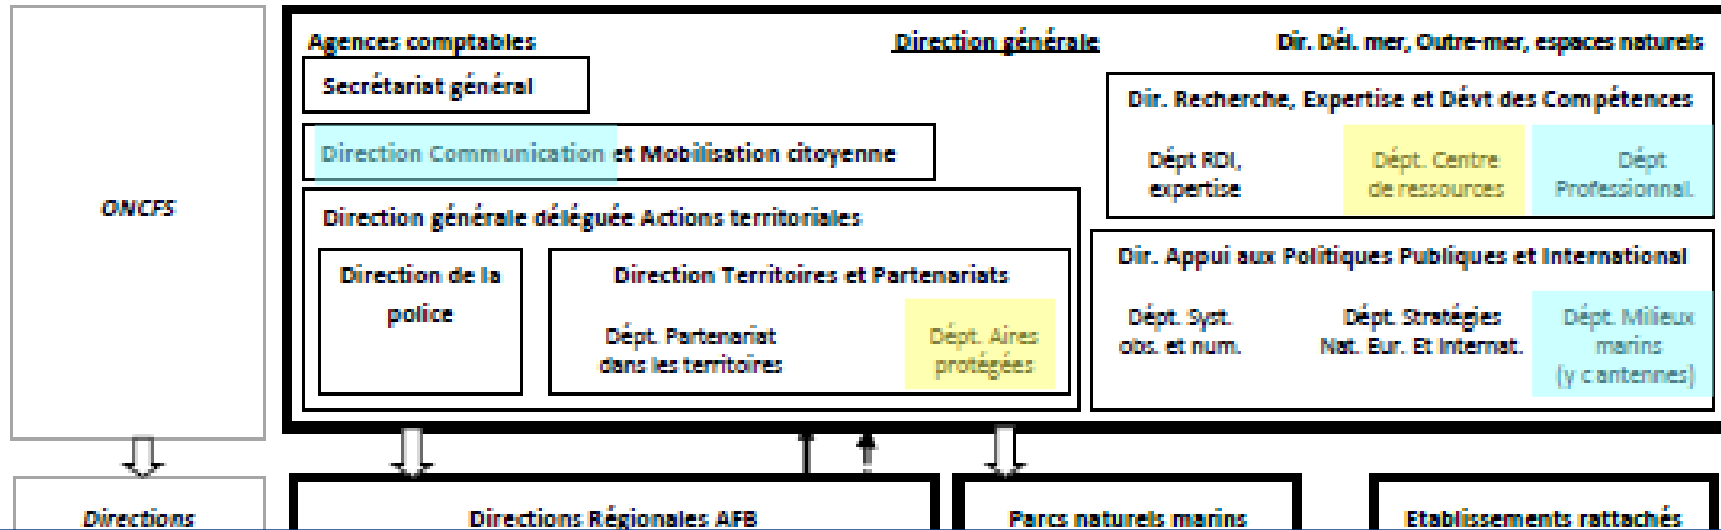 ONCFS
Agences comptables
Direction générale
Dir. Dél. mer, Outre-mer, espaces naturels
Secrétariat général
Direction Communication et Mobilisation citoyenne
Direction générale déléguée Actions territoriales
Direction de la
police
Direction Territoires et Partenariats
Dépt. Partenariat
dans les territoires
Dépt. Aires
protégées
Dir. Recherche, Expertise et Dévt des Compétences
Dépt RDI,
expertise
Dépt. Centre
de ressources
Dépt
Professionnal.
Dir. Appui aux Politiques Publiques et International
Dépt. Syst.
obs. et num.
Dépt. Stratégies
Nat. Eur. Et Internat.
Dépt. Milieux
marins
(y c antennes)
Directions
Directions Régionales AFB
Parcs naturels marins
Etablissements rattachés